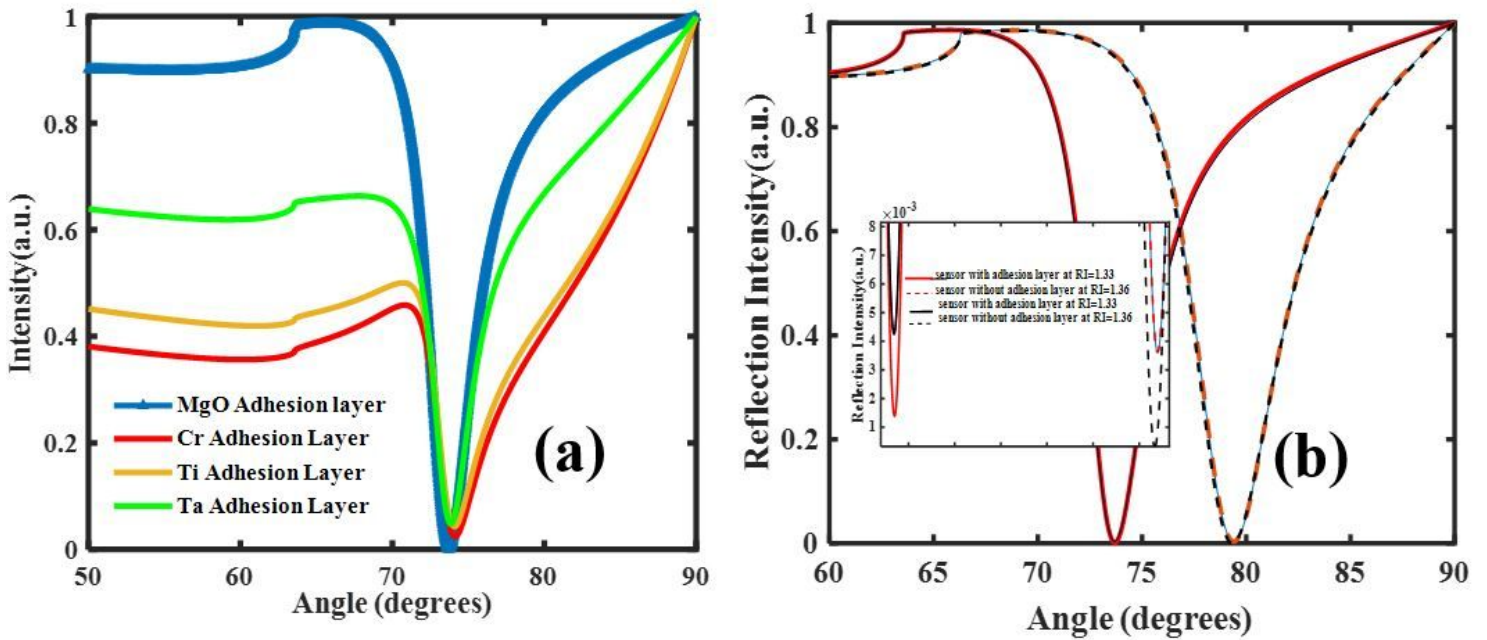 1
0.8
0.6
0.4
0.2
0
50
60
70
80
90
Intensity(a.u.)
Angle (degrees)
MgO Adhesion layer
Cr Adhesion Layer
Ti Adhesion Layer
Ta Adhesion Layer
(a)
1
0.8
0.6
0.4
0.2
0
60
65
70
75
80
85
90
Reflection Intensity(a.u.)
Angle (degrees)
×10⁻³
8
7
6
5
4
3
2
1
Reflection Intensity(a.u.)
sensor with adhesion layer at RI=1.33
sensor without adhesion layer at RI=1.36
sensor with adhesion layer at RI=1.33
sensor without adhesion layer at RI=1.36
(b)